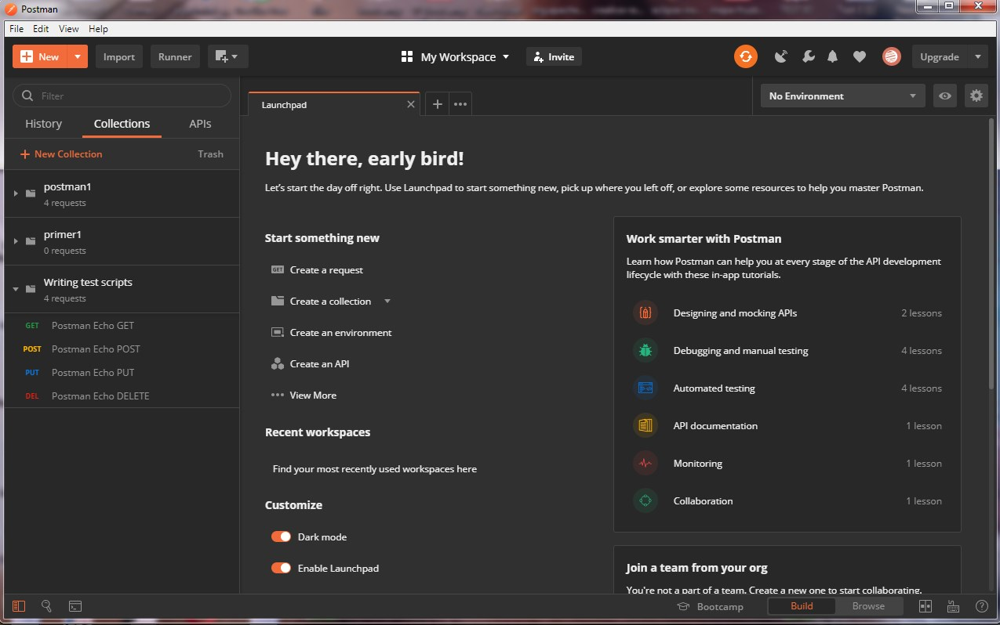 Postman
File Edit View Help
New Import Runner My Workspace Invite Upgrade
Filter
History Collections APIs
New Collection Trash
postman1
4 requests
primer1
0 requests
Writing test scripts
4 requests
GET Postman Echo GET
POST Postman Echo POST
PUT Postman Echo PUT
DEL Postman Echo DELETE
Launchpad
No Environment
Hey there, early bird!
Let's start the day off right. Use Launchpad to start something new, pick up where you left off, or explore some resources to help you master Postman.
Start something new
GET Create a request
Create a collection
Create an environment
Create an API
View More
Recent workspaces
Find your most recently used workspaces here
Customize
Dark mode
Enable Launchpad
Work smarter with Postman
Learn how Postman can help you at every stage of the API development
lifecycle with these in-app tutorials.
Designing and mocking APIs 2 lessons
Debugging and manual testing 4 lessons
Automated testing 4 lessons
API documentation 1 lesson
Monitoring 1 lesson
Collaboration 1 lesson
Join a team from your org
You're not a part of a team. Create a new one to start collaborating.
Bootcamp Build Browse